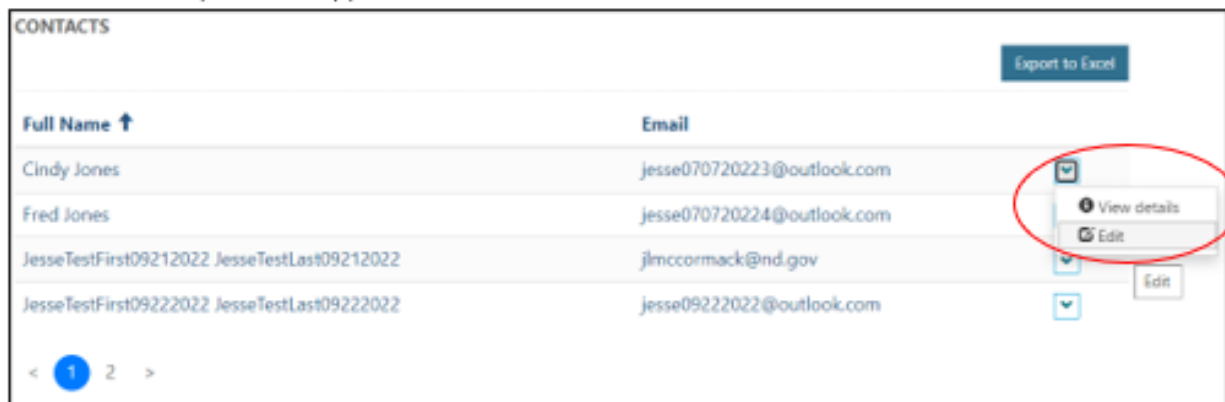 CONTACTS
Export to Excel
Full Name Email
Cindy Jones jesse070720223@outlook.com
View details
Fred Jones jesse070720224@outlook.com
Edit
JesseTestFirst09212022 JesseTestLast09212022 jlmccormack@nd.gov
Edit
JesseTestFirst09222022 JesseTestLast09222022 jesse09222022@outlook.com
< 1 2 >